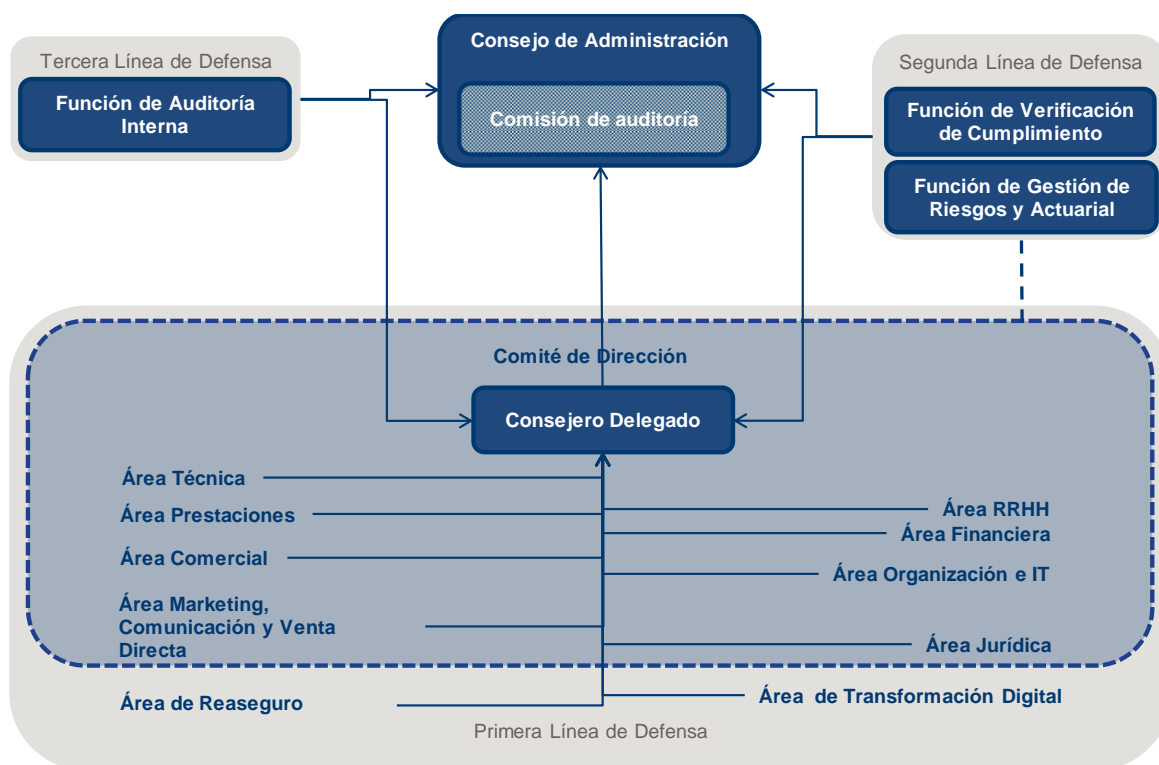 Tercera Línea de Defensa
Función de Auditoría
Interna
Consejo de Administración
Comisión de auditoría
Segunda Línea de Defensa
Función de Verificación
de Cumplimiento
Función de Gestión de
Riesgos y Actuarial
Comité de Dirección
Consejero Delegado
Área Técnica
Área Prestaciones
Área Comercial
Área Marketing,
Comunicación y Venta
Directa
Área de Reaseguro
Área RRHH
Área Financiera
Área Organización e IT
Área Jurídica
Área de Transformación Digital
Primera Línea de Defensa